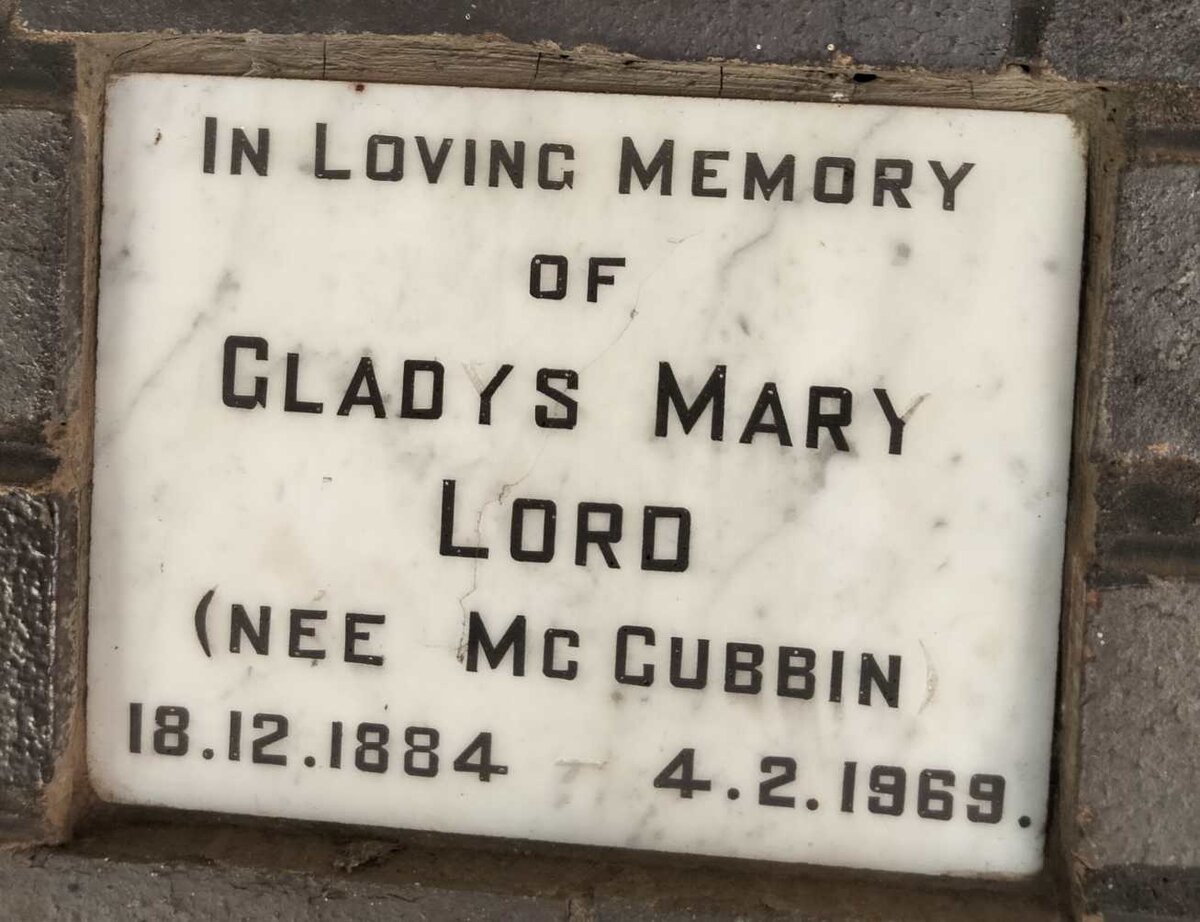 IN LOVING MEMORY
OF
GLADYS MARY
LORD
(NEE MCCUBBIN)
18.12.1884 – 4.2.1969.